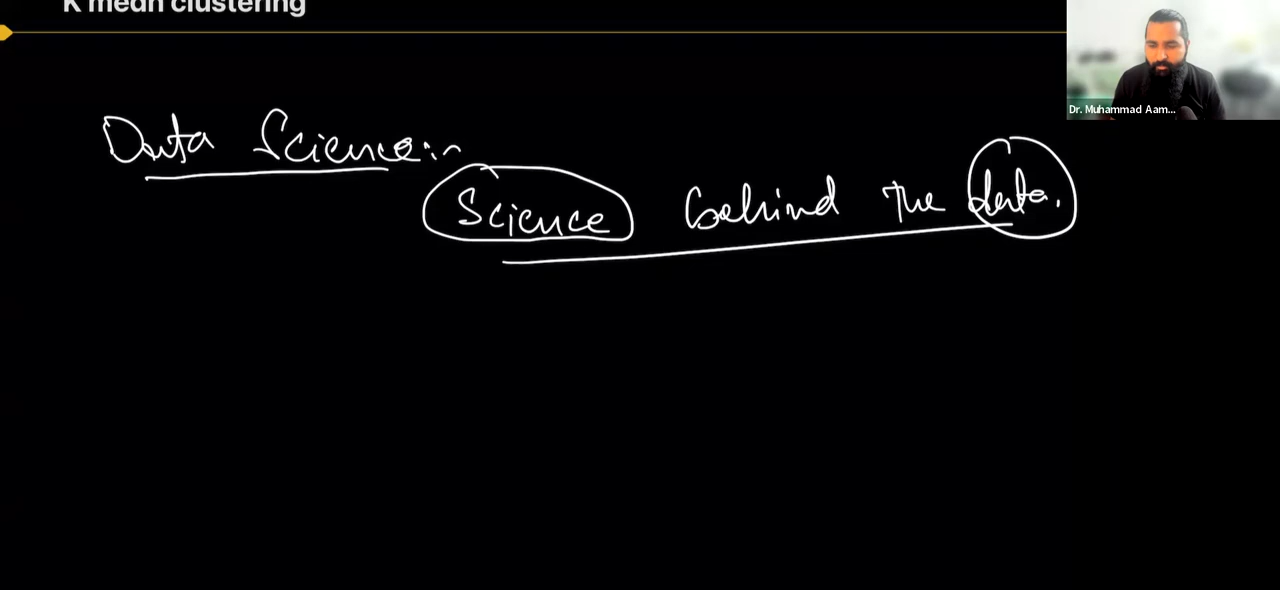 K mean clustering
Dr. Muhammad Aam...
Data Science:-
Science behind the data.